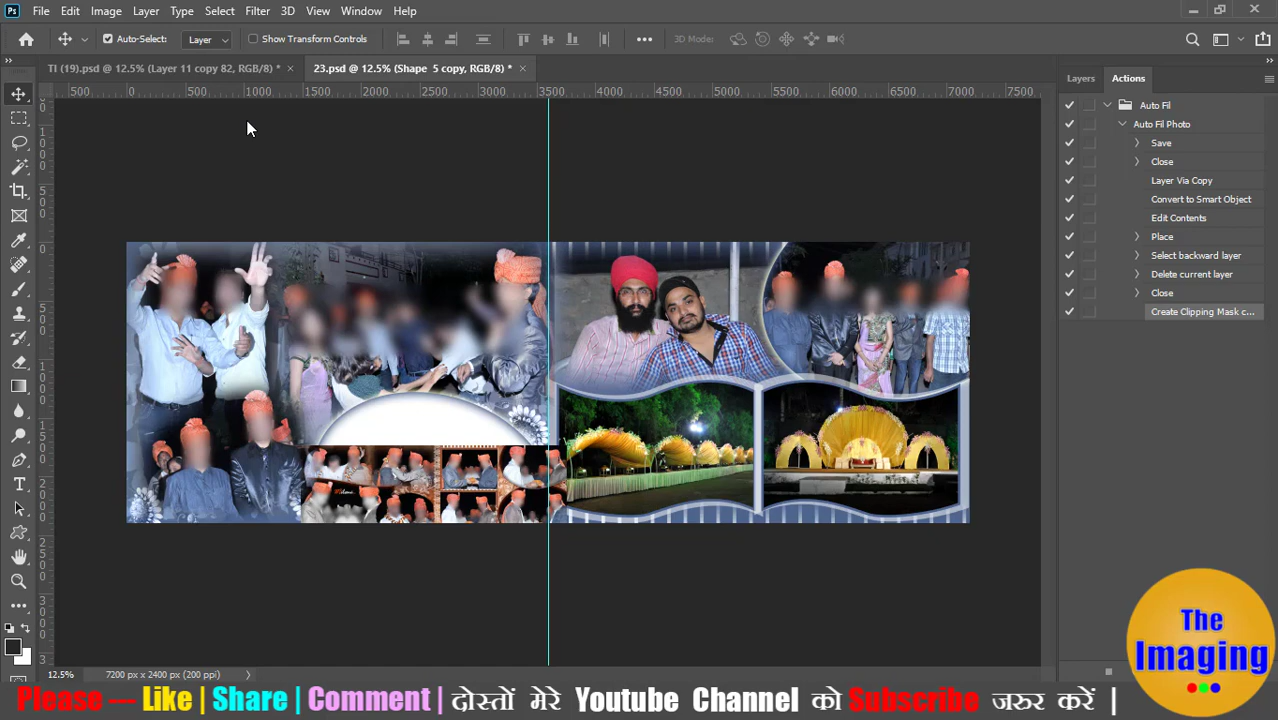 Ps File Edit Image Layer Type Select Filter 3D View Window Help
Auto-Select: Layer Show Transform Controls 3D Mode:
TI (19).psd @ 12.5% (Layer 11 copy 82, RGB/8) * × 23.psd @ 12.5% (Shape 5 copy, RGB/8) * ×
500 0 500 1000 1500 2000 2500 3000 3500 4000 4500 5000 5500 6000 6500 7000 7500
Layers Actions
Auto Fil
Auto Fil Photo
Save
Close
Layer Via Copy
Convert to Smart Object
Edit Contents
Place
Select backward layer
Delete current layer
Close
Create Clipping Mask c...
12.5% 7200 px x 2400 px (200 ppi)
The
Imaging
Please --- Like | Share | Comment | दोस्तों मेरे Youtube Channel को Subscribe जरुर करें |